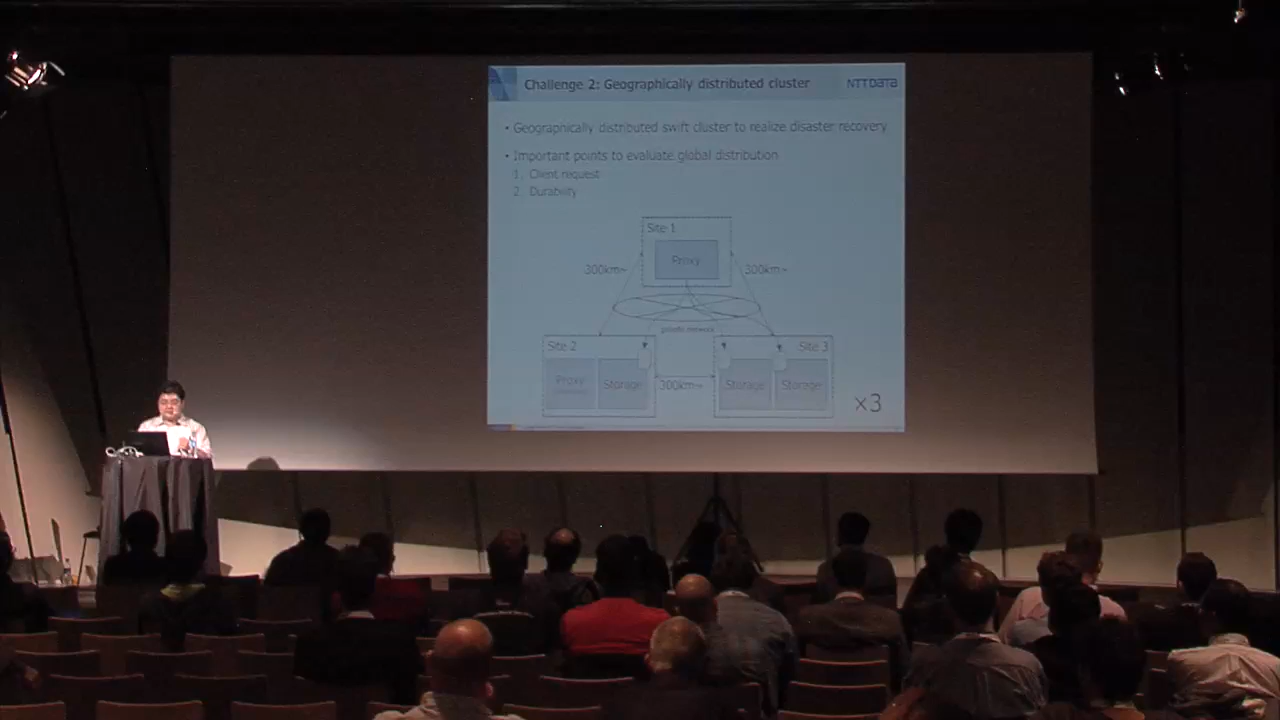 Challenge 2: Geographically distributed cluster
NTTDATA
• Geographically distributed swift cluster to realize disaster recovery
• Important points to evaluate global distribution
1. Client request
2. Durability
Site 1
Proxy
300km~
300km~
private network
Site 2
Site 3
Proxy
Storage
300km~
Storage
Storage
×3